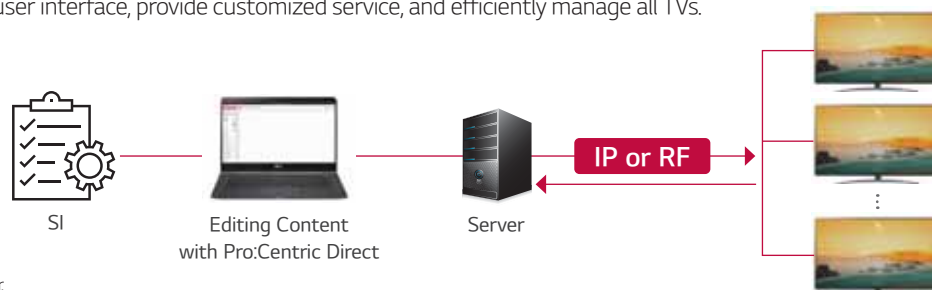 user interface, provide customized service, and efficiently manage all TVs.
IP or RF
SI
Editing Content
with Pro:Centric Direct
Server